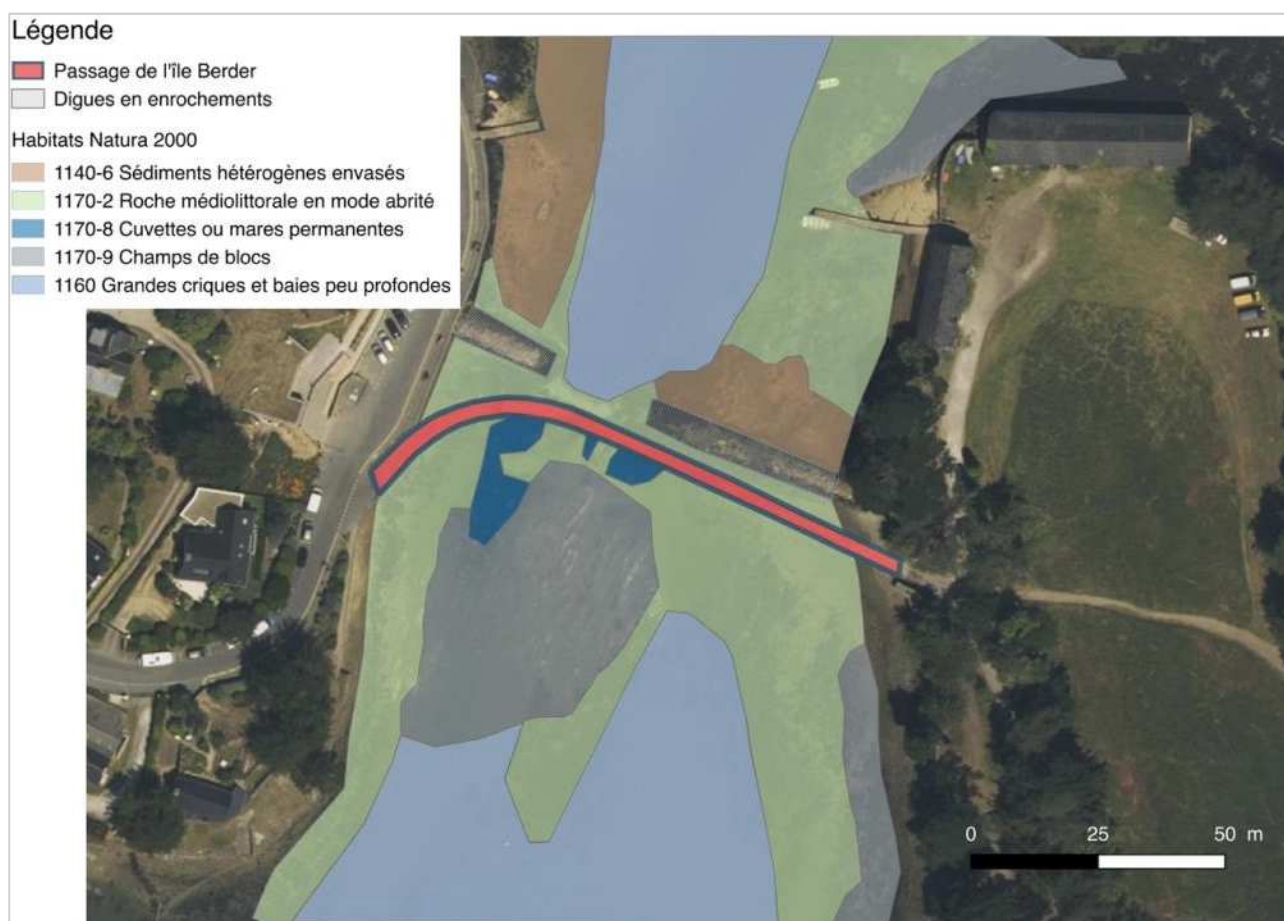 Légende
Passage de l'île Berder
Digues en enrochements
Habitats Natura 2000
1140-6 Sédiments hétérogènes envasés
1170-2 Roche médiolittorale en mode abrité
1170-8 Cuvettes ou mares permanentes
1170-9 Champs de blocs
1160 Grandes criques et baies peu profondes
0 25 50 m